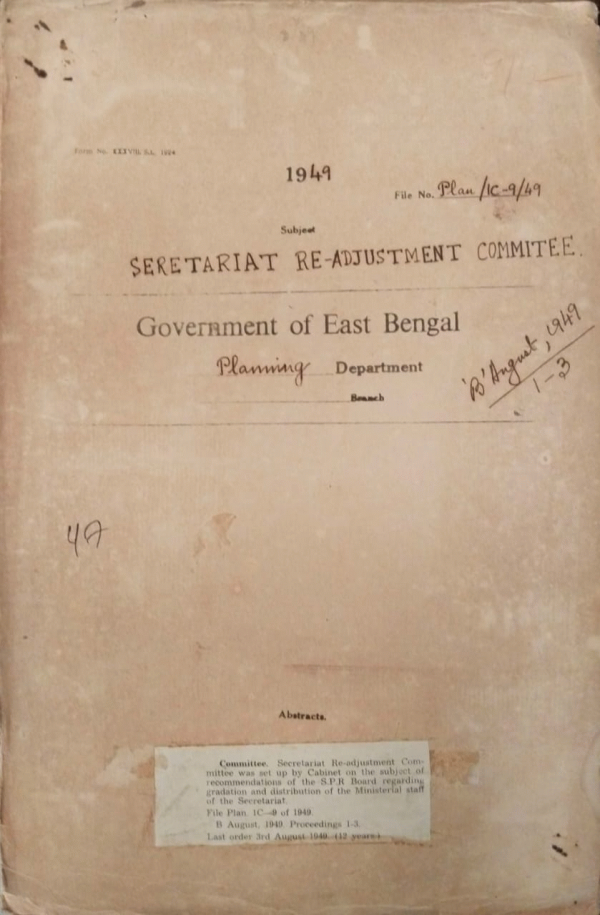 Form No. XXXVIII, S.L. 1924
1949
File No. Plan/1C-9/49
Subject
SERETARIAT RE-ADJUSTMENT COMMITEE.
Government of East Bengal
Planning Department
Branch
'B' August, 1949
1-3
Abstracts.
Committee. Secretariat Re-adjustment Com-
mittee was set up by Cabinet on the subject of
recommendations of the S.P.R Board regarding
gradation and distribution of the Ministerial staff
of the Secretariat.
File Plan 1C-9 of 1949.
B August, 1949. Proceedings 1-3.
Last order 3rd August 1949. (12 years).